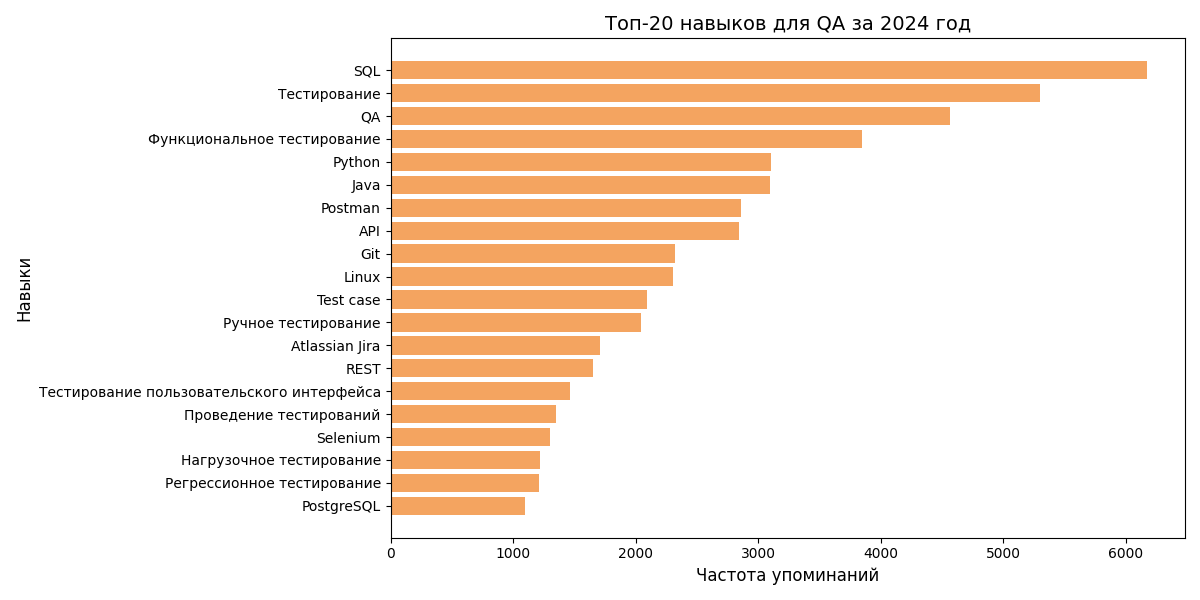 Топ-20 навыков для QA за 2024 год
Навыки
SQL
Тестирование
QA
Функциональное тестирование
Python
Java
Postman
API
Git
Linux
Test case
Ручное тестирование
Atlassian Jira
REST
Тестирование пользовательского интерфейса
Проведение тестирований
Selenium
Нагрузочное тестирование
Регрессионное тестирование
PostgreSQL
0 1000 2000 3000 4000 5000 6000
Частота упоминаний